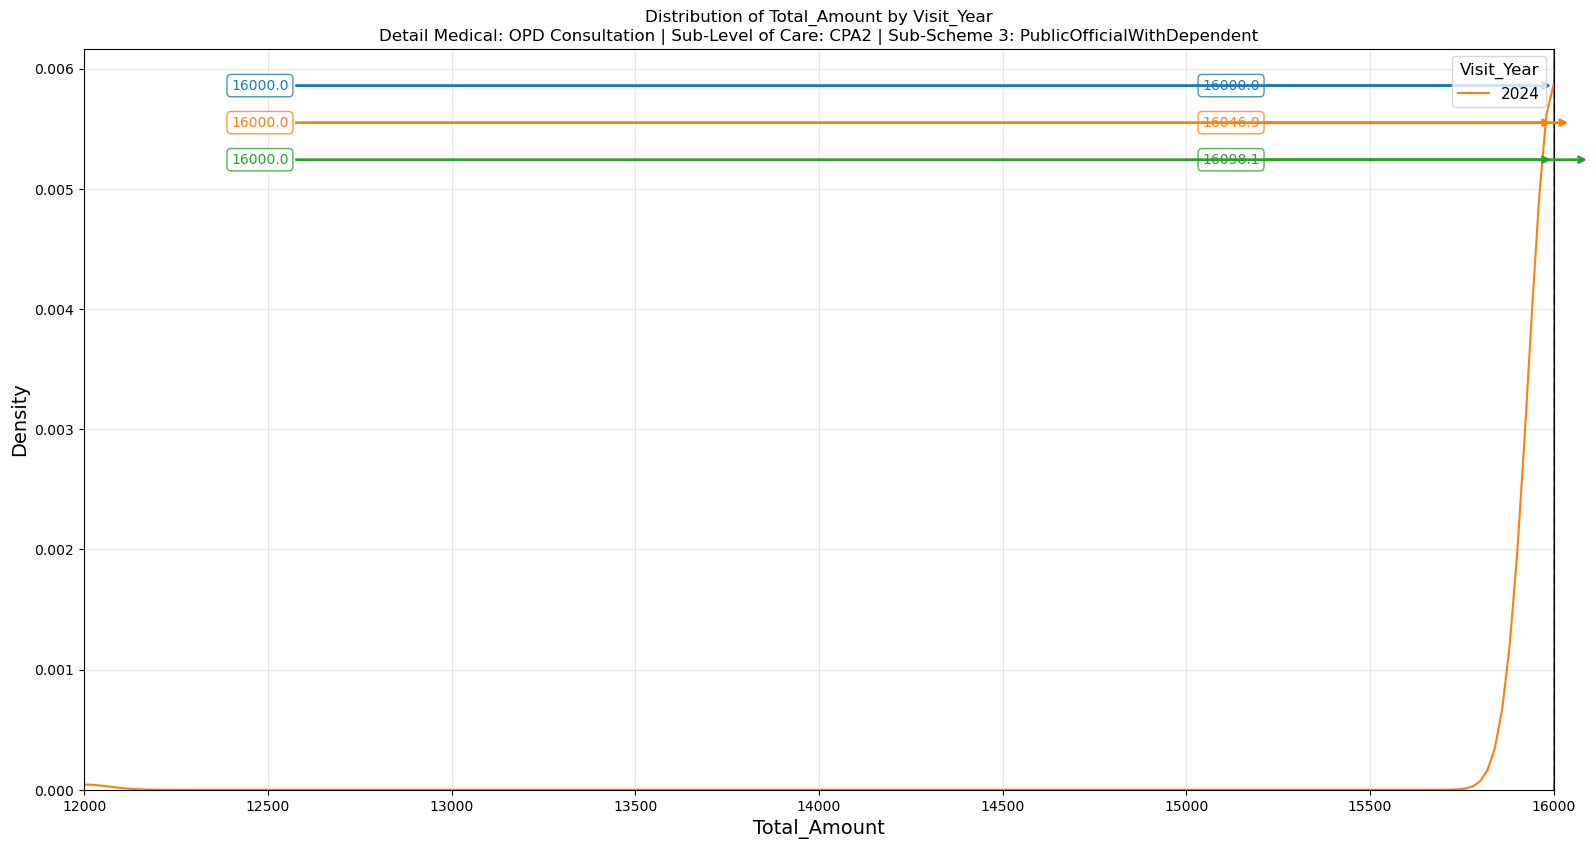 Distribution of Total_Amount by Visit_Year
Detail Medical: OPD Consultation | Sub-Level of Care: CPA2 | Sub-Scheme 3: PublicOfficialWithDependent
Visit_Year
2024
16000.0 16000.0
16000.0 16046.9
16000.0 16098.1
0.006
0.005
0.004
0.003
0.002
0.001
0.000
Density
12000 12500 13000 13500 14000 14500 15000 15500 16000
Total_Amount